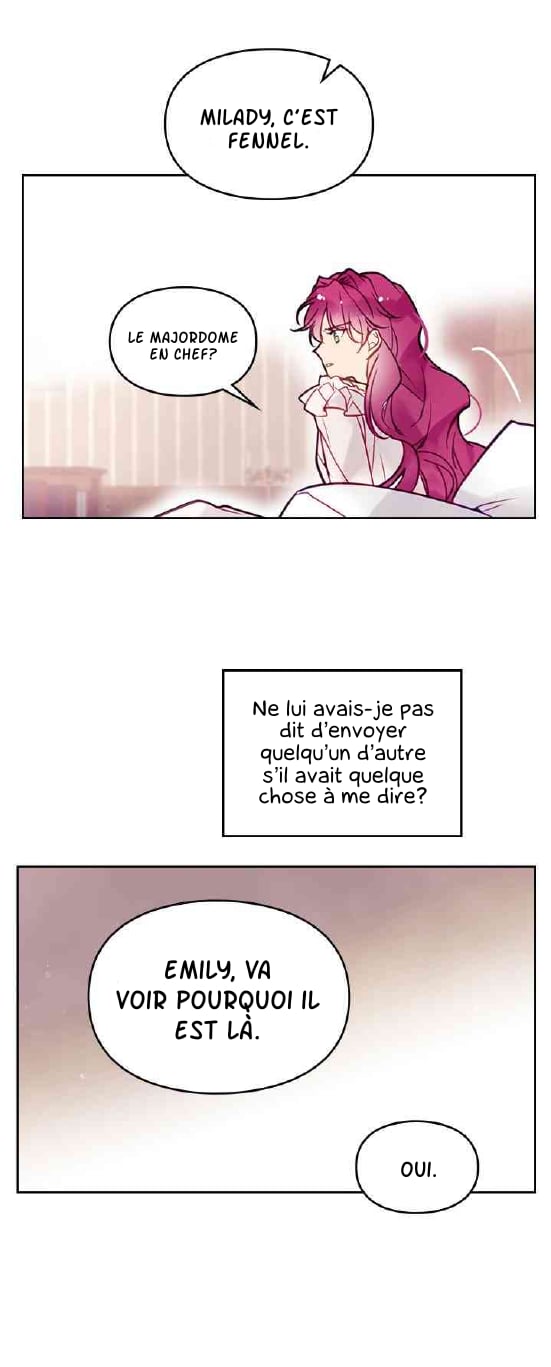 MILADY, C'EST
FENNEL.
LE MAJORDOME
EN CHEF?
Ne lui avais-je pas
dit d'envoyer
quelqu'un d'autre
s'il avait quelque
chose à me dire?
EMILY, VA
VOIR POURQUOI IL
EST LÀ.
OUI.